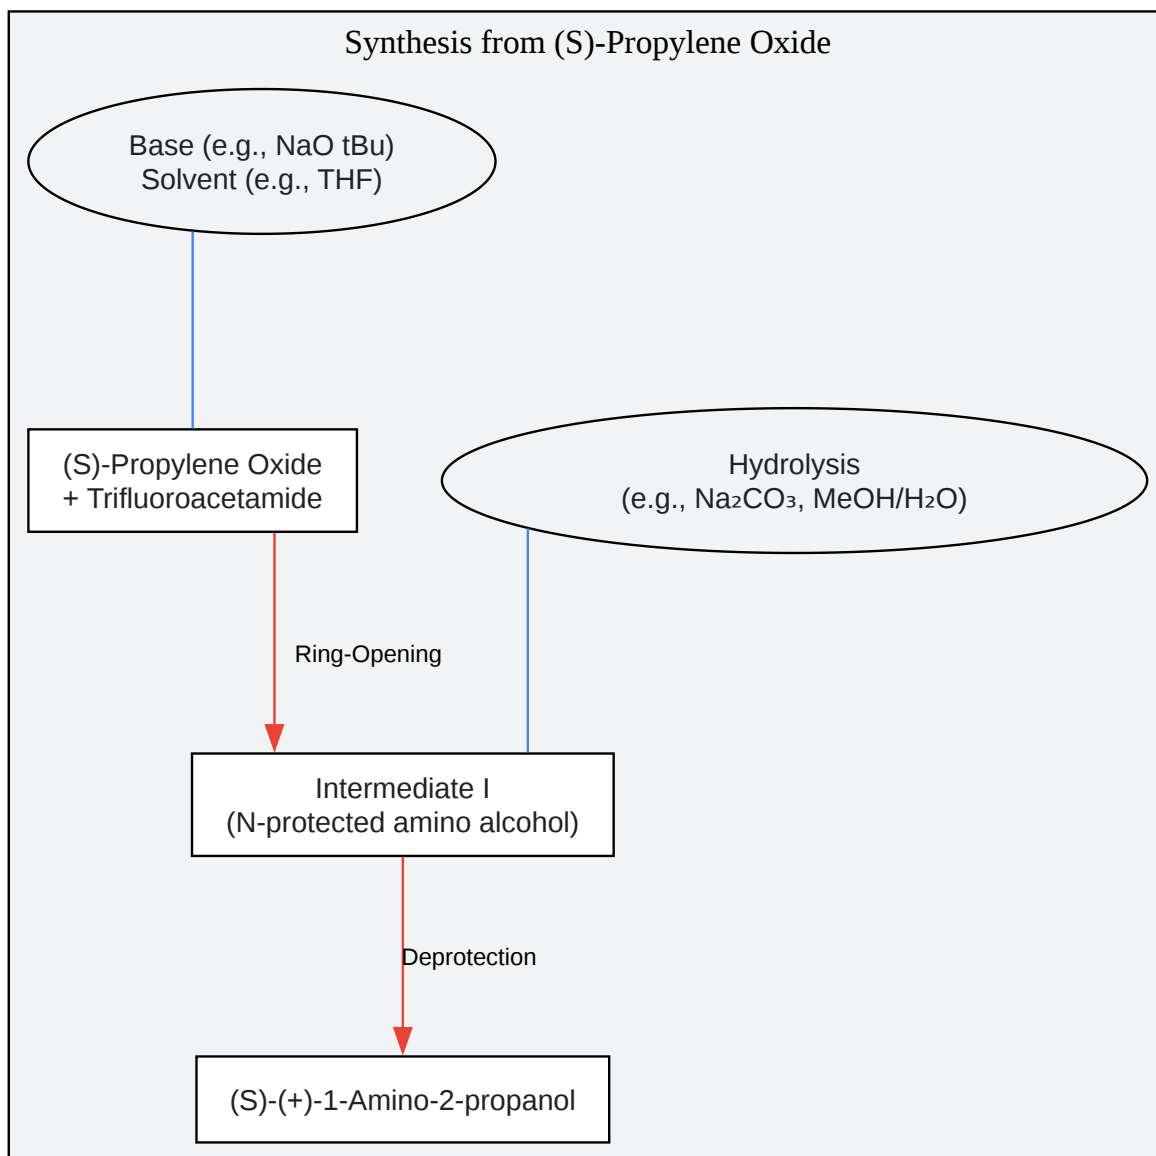 Synthesis from (S)-Propylene Oxide
Base (e.g., NaO tBu)
Solvent (e.g., THF)
(S)-Propylene Oxide
+ Trifluoroacetamide
Hydrolysis
(e.g., Na₂CO₃, MeOH/H₂O)
Ring-Opening
Intermediate I
(N-protected amino alcohol)
Deprotection
(S)-(+)-1-Amino-2-propanol